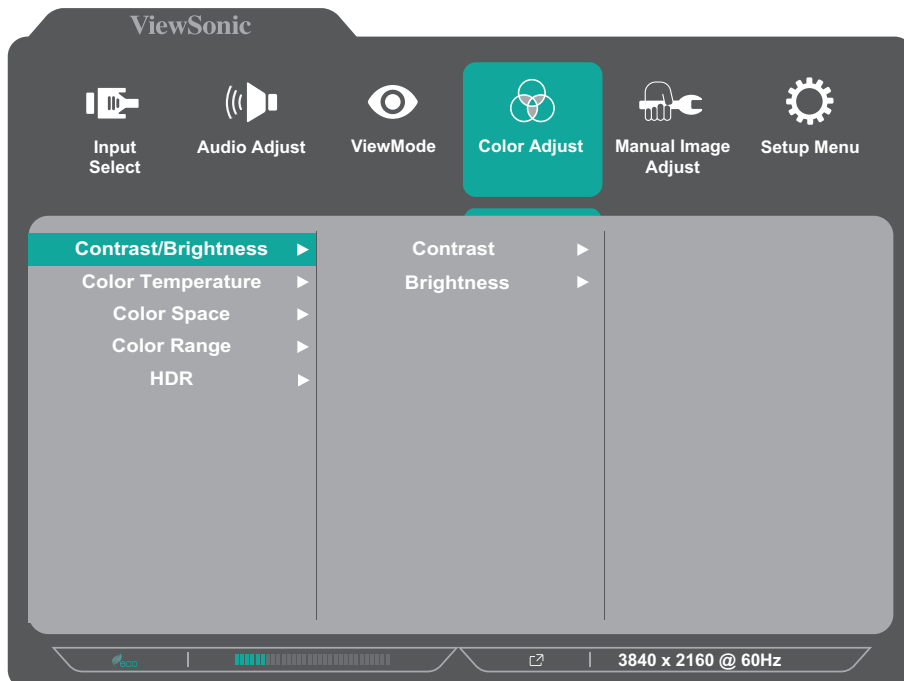 ViewSonic
Input
Select
Audio Adjust
ViewMode
Color Adjust
Manual Image
Adjust
Setup Menu
Contrast/Brightness
Color Temperature
Color Space
Color Range
HDR
Contrast
Brightness
eco
3840 x 2160 @ 60Hz